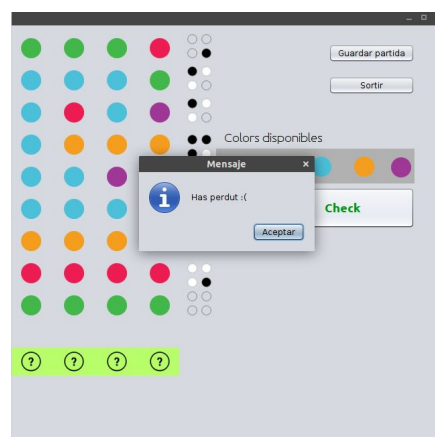 Guardar partida
Sortir
Colors disponibles
Mensaje ×
Has perdut :(
Check
Aceptar
? ? ? ?